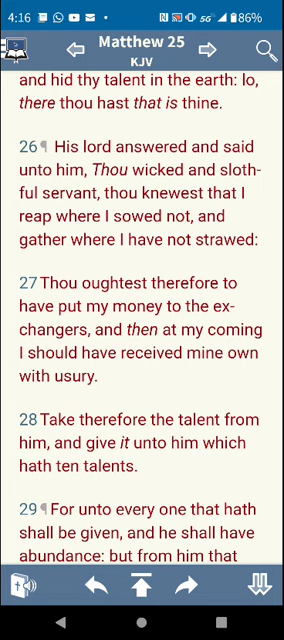 4:16 5G 86%
Matthew 25
KJV
and hid thy talent in the earth: lo,
there thou hast that is thine.
26¶ His lord answered and said
unto him, Thou wicked and sloth-
ful servant, thou knewest that I
reap where I sowed not, and
gather where I have not strawed:
27 Thou oughtest therefore to
have put my money to the ex-
changers, and then at my coming
I should have received mine own
with usury.
28 Take therefore the talent from
him, and give it unto him which
hath ten talents.
29¶ For unto every one that hath
shall be given, and he shall have
abundance: but from him that